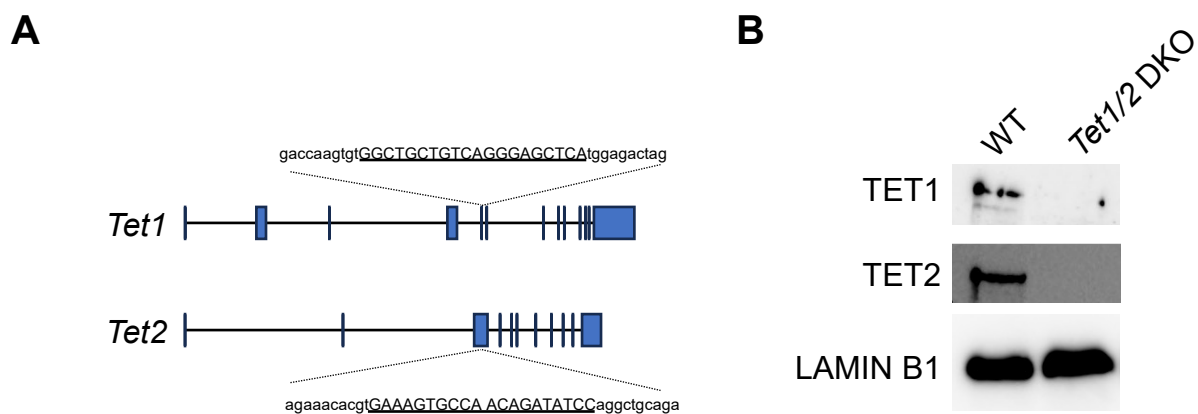 A
B
gaccaagtgtGGCTGCTGTCAGGGAGCTCAtggagactag
Tet1
Tet2
agaaacacgtGAAAGTGCCA ACAGATATCCaggctgcaga
WT
Tet1/2 DKO
TET1
TET2
LAMIN B1